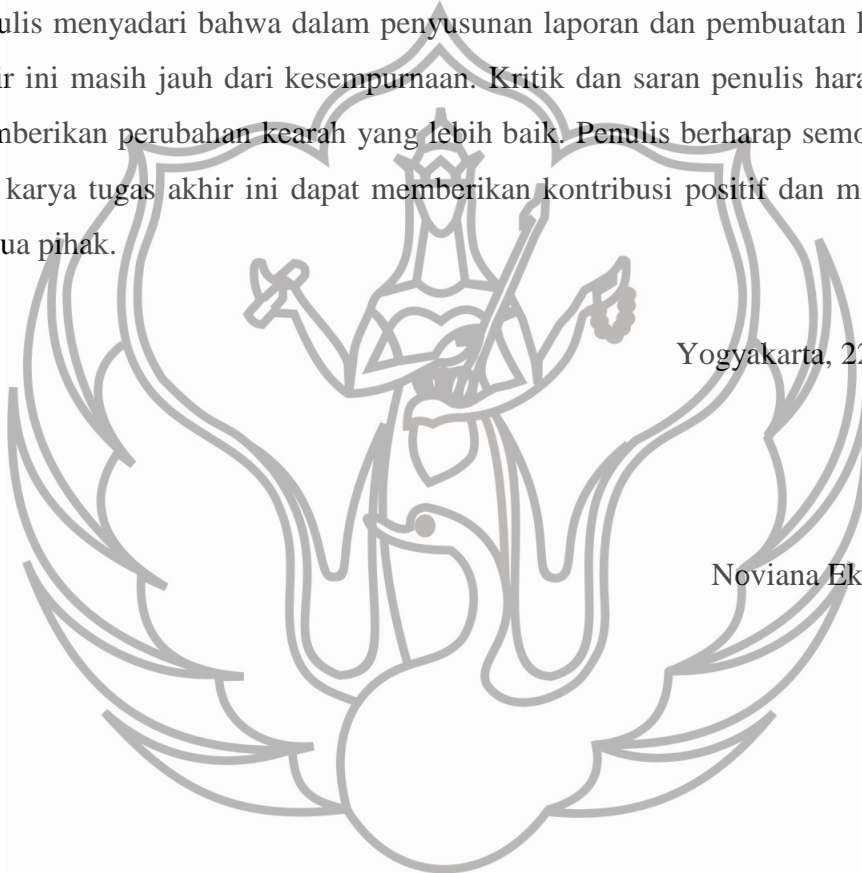 ulis menyadari bahwa dalam penyusunan laporan dan pembuatan
ir ini masih jauh dari kesempurnaan. Kritik dan saran penulis hara
mberikan perubahan kearah yang lebih baik. Penulis berharap semo
karya tugas akhir ini dapat memberikan kontribusi positif dan m
ua pihak.
Yogyakarta, 22
Noviana Ek